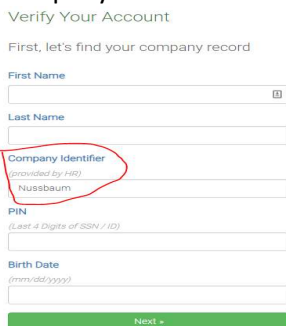 Verify Your Account
First, let's find your company record
First Name
Last Name
Company Identifier
(provided by HR)
Nussbaum
PIN
(Last 4 Digits of SSN / ID)
Birth Date
(mm/dd/yyyy)
Next »